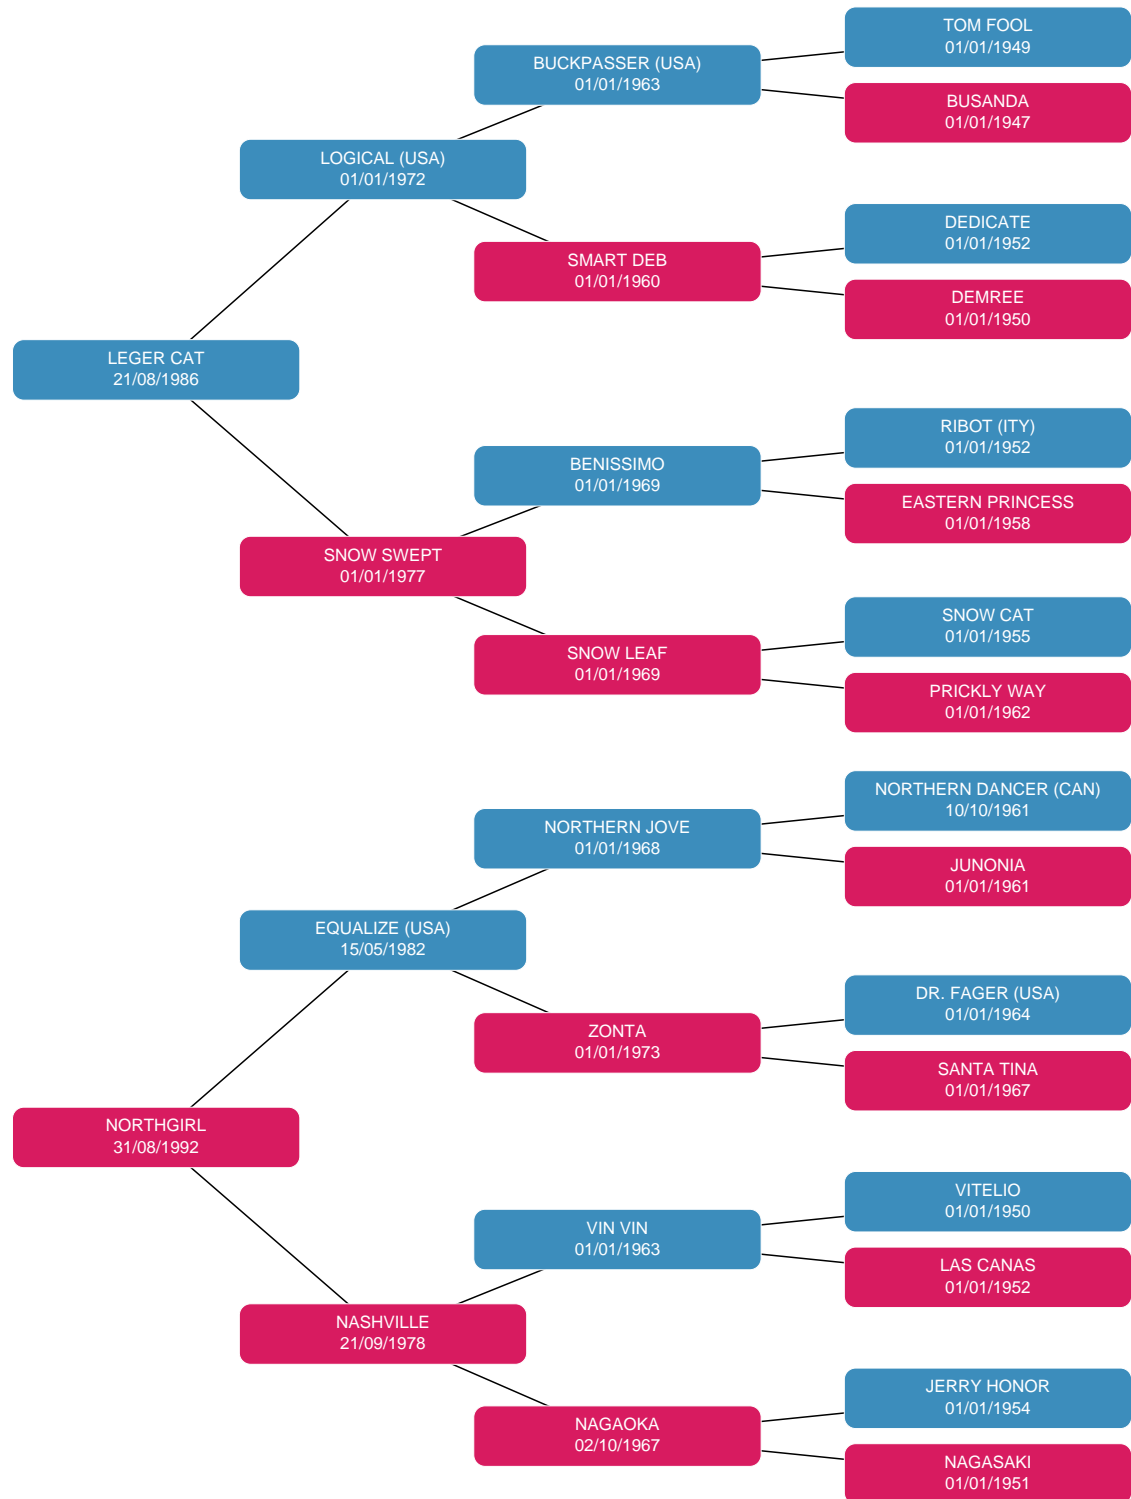 TOM FOOL
01/01/1949
BUCKPASSER (USA)
01/01/1963
BUSANDA
01/01/1947
LOGICAL (USA)
01/01/1972
DEDICATE
01/01/1952
SMART DEB
01/01/1960
DEMREE
01/01/1950
LEGER CAT
21/08/1986
RIBOT (ITY)
01/01/1952
BENISSIMO
01/01/1969
EASTERN PRINCESS
01/01/1958
SNOW SWEPT
01/01/1977
SNOW CAT
01/01/1955
SNOW LEAF
01/01/1969
PRICKLY WAY
01/01/1962
NORTHERN DANCER (CAN)
10/10/1961
NORTHERN JOVE
01/01/1968
JUNONIA
01/01/1961
EQUALIZE (USA)
15/05/1982
DR. FAGER (USA)
01/01/1964
ZONTA
01/01/1973
SANTA TINA
01/01/1967
NORTHGIRL
31/08/1992
VITELIO
01/01/1950
VIN VIN
01/01/1963
LAS CANAS
01/01/1952
NASHVILLE
21/09/1978
JERRY HONOR
01/01/1954
NAGAOKA
02/10/1967
NAGASAKI
01/01/1951